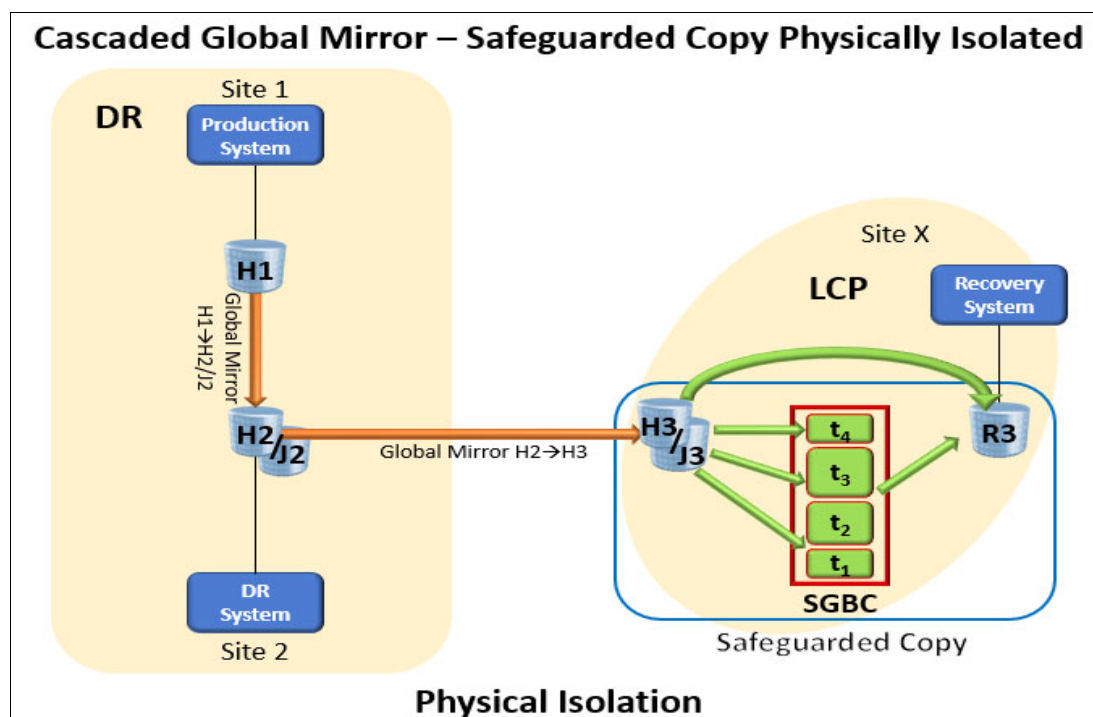 Cascaded Global Mirror – Safeguarded Copy Physically Isolated
DR
Site 1
Production
System
H1
Global Mirror
H1→H2/J2
H2/J2
Global Mirror H2→H3
DR
System
Site 2
Site X
LCP
Recovery
System
H3/J3
t4
t3
t2
t1
R3
SGBC
Safeguarded Copy
Physical Isolation